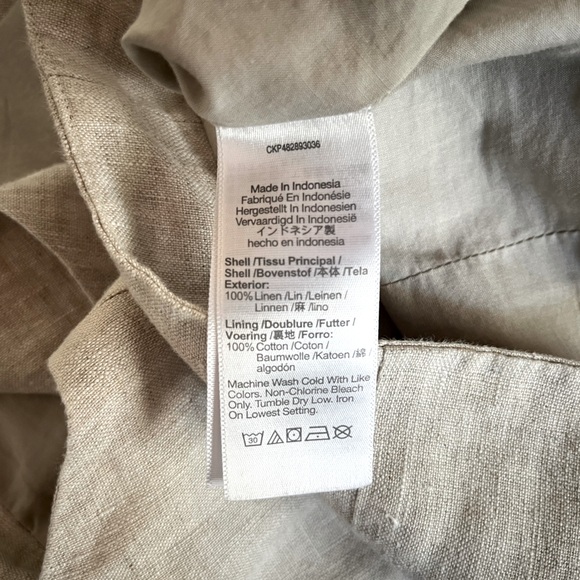 CKP482893036
Made In Indonesia
Fabriqué En Indonésie
Hergestellt In Indonesien
Vervaardigd In Indonesië
インドネシア製
hecho en indonesia
Shell /Tissu Principal /
Shell /Bovenstof /本体 /Tela
Exterior:
100% Linen /Lin /Leinen /
Linnen /麻 /lino
Lining /Doublure /Futter /
Voering /裏地 /Forro:
100% Cotton /Coton /
Baumwolle /Katoen /綿 /
algodón
Machine Wash Cold With Like
Colors. Non-Chlorine Bleach
Only. Tumble Dry Low. Iron
On Lowest Setting.
30